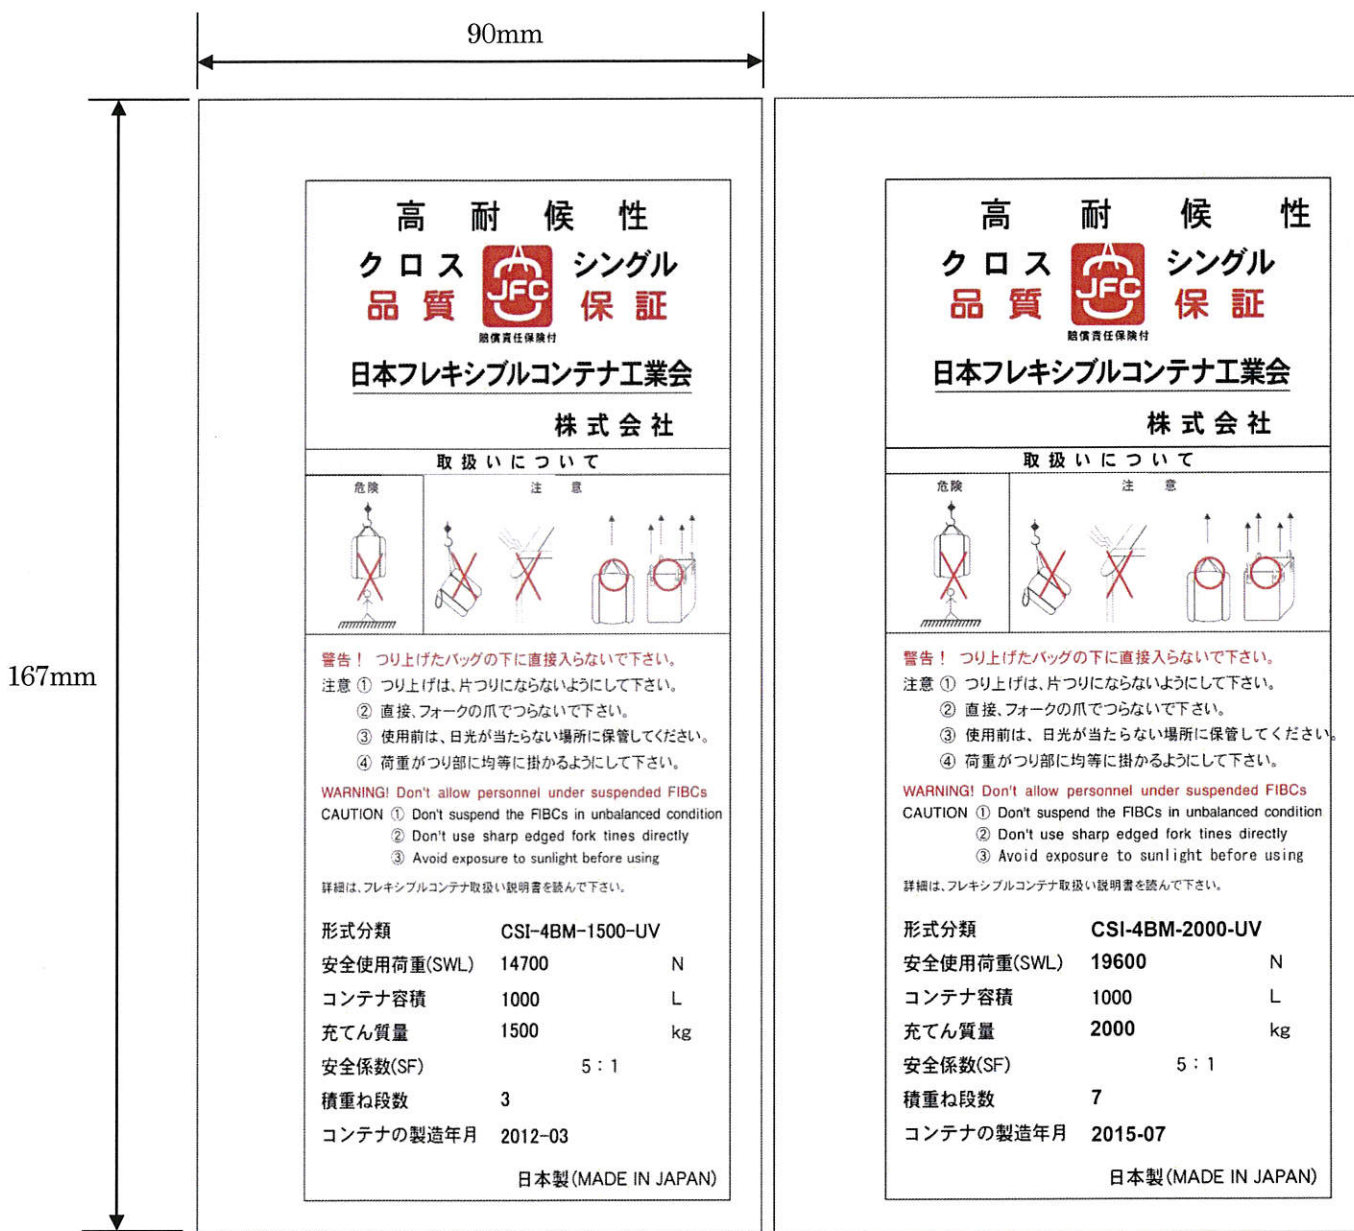 90mm
167mm
高耐候性
クロス シングル
JFC
品質 保証
賠償責任保険付
日本フレキシブルコンテナ工業会
株式会社
取扱いについて
危険 注意
警告! つり上げたバッグの下に直接入らないで下さい。
注意 ① つり上げは、片つりにならないようにして下さい。
② 直接、フォークの爪でつらないで下さい。
③ 使用前は、日光が当たらない場所に保管してください。
④ 荷重がつり部に均等に掛かるようにして下さい。
WARNING! Don't allow personnel under suspended FIBCs
CAUTION ① Don't suspend the FIBCs in unbalanced condition
② Don't use sharp edged fork tines directly
③ Avoid exposure to sunlight before using
詳細は、フレキシブルコンテナ取扱い説明書を読んで下さい。
形式分類 CSI-4BM-1500-UV
安全使用荷重(SWL) 14700 N
コンテナ容積 1000 L
充てん質量 1500 kg
安全係数(SF) 5:1
積重ね段数 3
コンテナの製造年月 2012-03
日本製(MADE IN JAPAN)
高耐候性
クロス シングル
JFC
品質 保証
賠償責任保険付
日本フレキシブルコンテナ工業会
株式会社
取扱いについて
危険 注意
警告! つり上げたバッグの下に直接入らないで下さい。
注意 ① つり上げは、片つりにならないようにして下さい。
② 直接、フォークの爪でつらないで下さい。
③ 使用前は、日光が当たらない場所に保管してください。
④ 荷重がつり部に均等に掛かるようにして下さい。
WARNING! Don't allow personnel under suspended FIBCs
CAUTION ① Don't suspend the FIBCs in unbalanced condition
② Don't use sharp edged fork tines directly
③ Avoid exposure to sunlight before using
詳細は、フレキシブルコンテナ取扱い説明書を読んで下さい。
形式分類 CSI-4BM-2000-UV
安全使用荷重(SWL) 19600 N
コンテナ容積 1000 L
充てん質量 2000 kg
安全係数(SF) 5:1
積重ね段数 7
コンテナの製造年月 2015-07
日本製(MADE IN JAPAN)